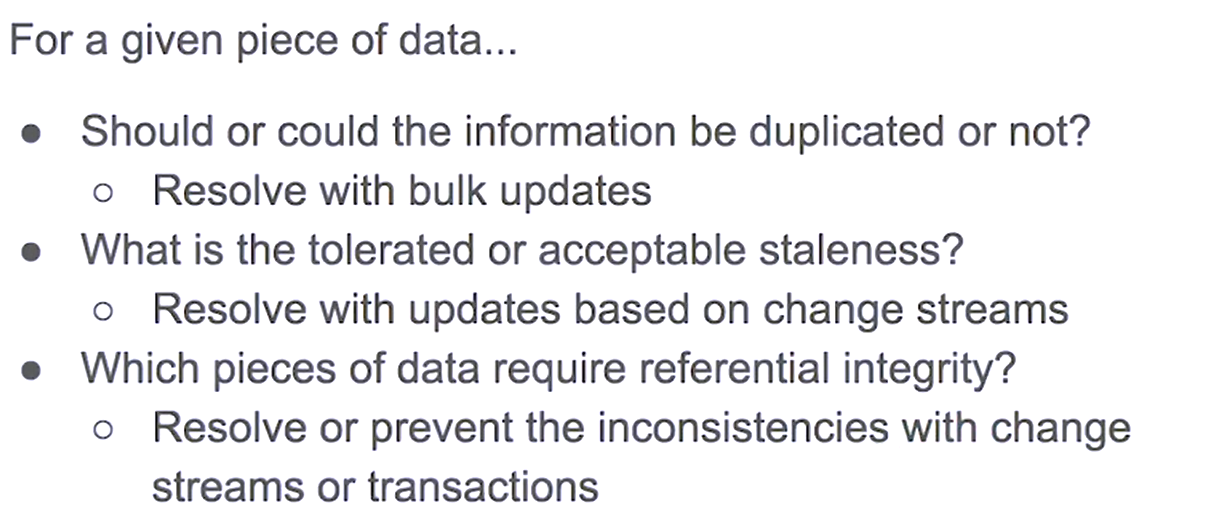 For a given piece of data...
● Should or could the information be duplicated or not?
○ Resolve with bulk updates
● What is the tolerated or acceptable staleness?
○ Resolve with updates based on change streams
● Which pieces of data require referential integrity?
○ Resolve or prevent the inconsistencies with change
streams or transactions